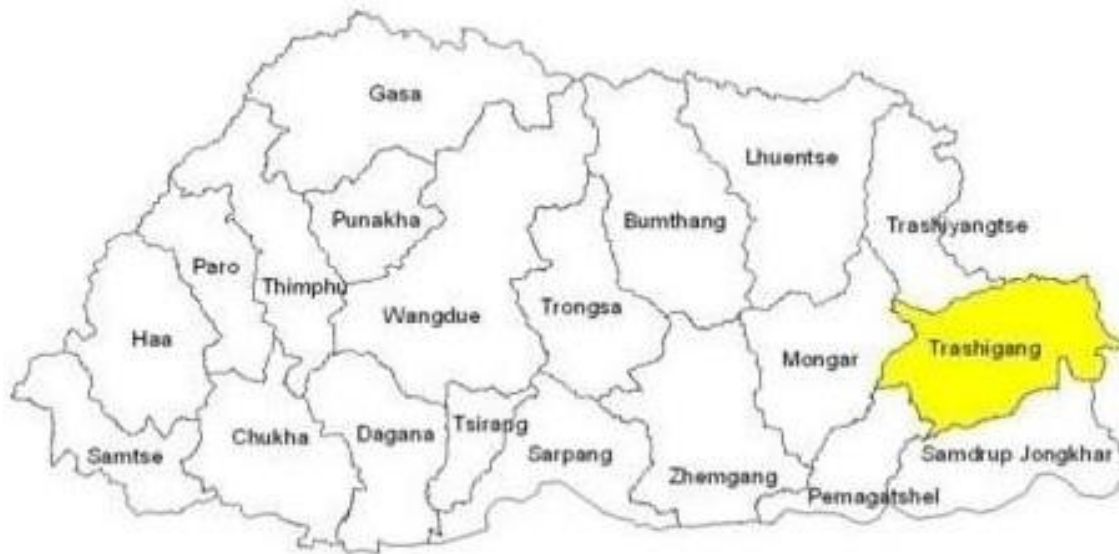 Gasa
Lhuentse
Punakha
Bumthang
Trashiyangtse
Paro
Thimphu
Trongsa
Wangdue
Haa
Trashigang
Mongar
Tsirang
Chukha
Dagana
Samtse
Sarpang
Samdrup Jongkhar
Zhemgang
Pemagatshel